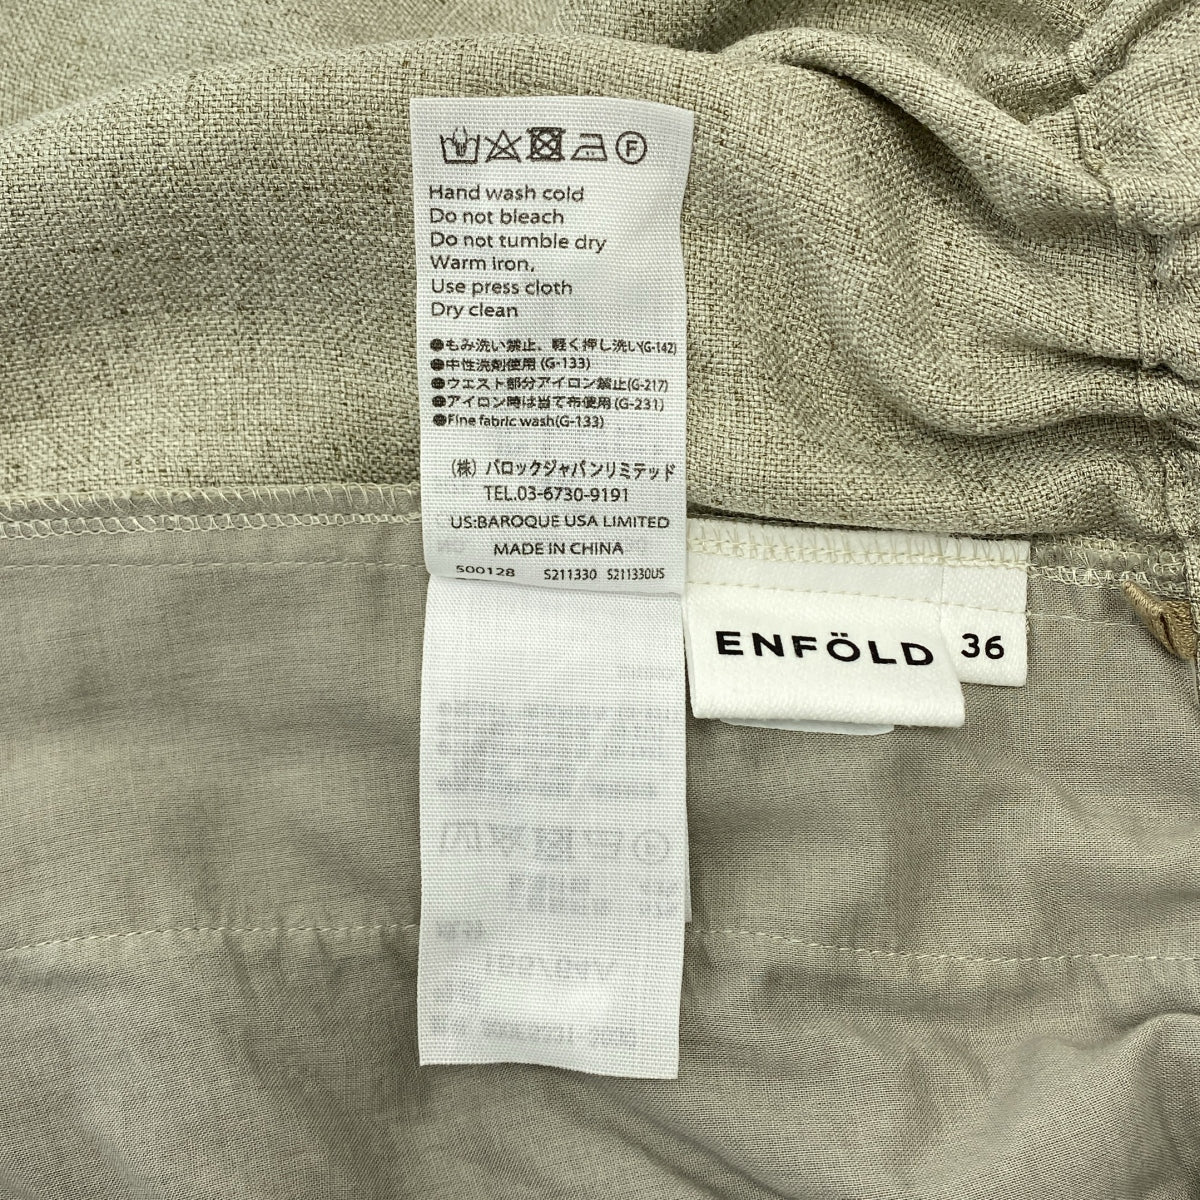 F
Hand wash cold
Do not bleach
Do not tumble dry
Warm iron,
Use press cloth
Dry clean
●もみ洗い禁止、軽く押し洗い(G-142)
●中性洗剤使用(G-133)
●ウエスト部分アイロン禁止(G-217)
●アイロン時は当て布使用(G-231)
●Fine fabric wash(G-133)
(株) バロックジャパンリミテッド
TEL.03-6730-9191
US:BAROQUE USA LIMITED
MADE IN CHINA
500128 S211330 S211330US
ENFÖLD
36